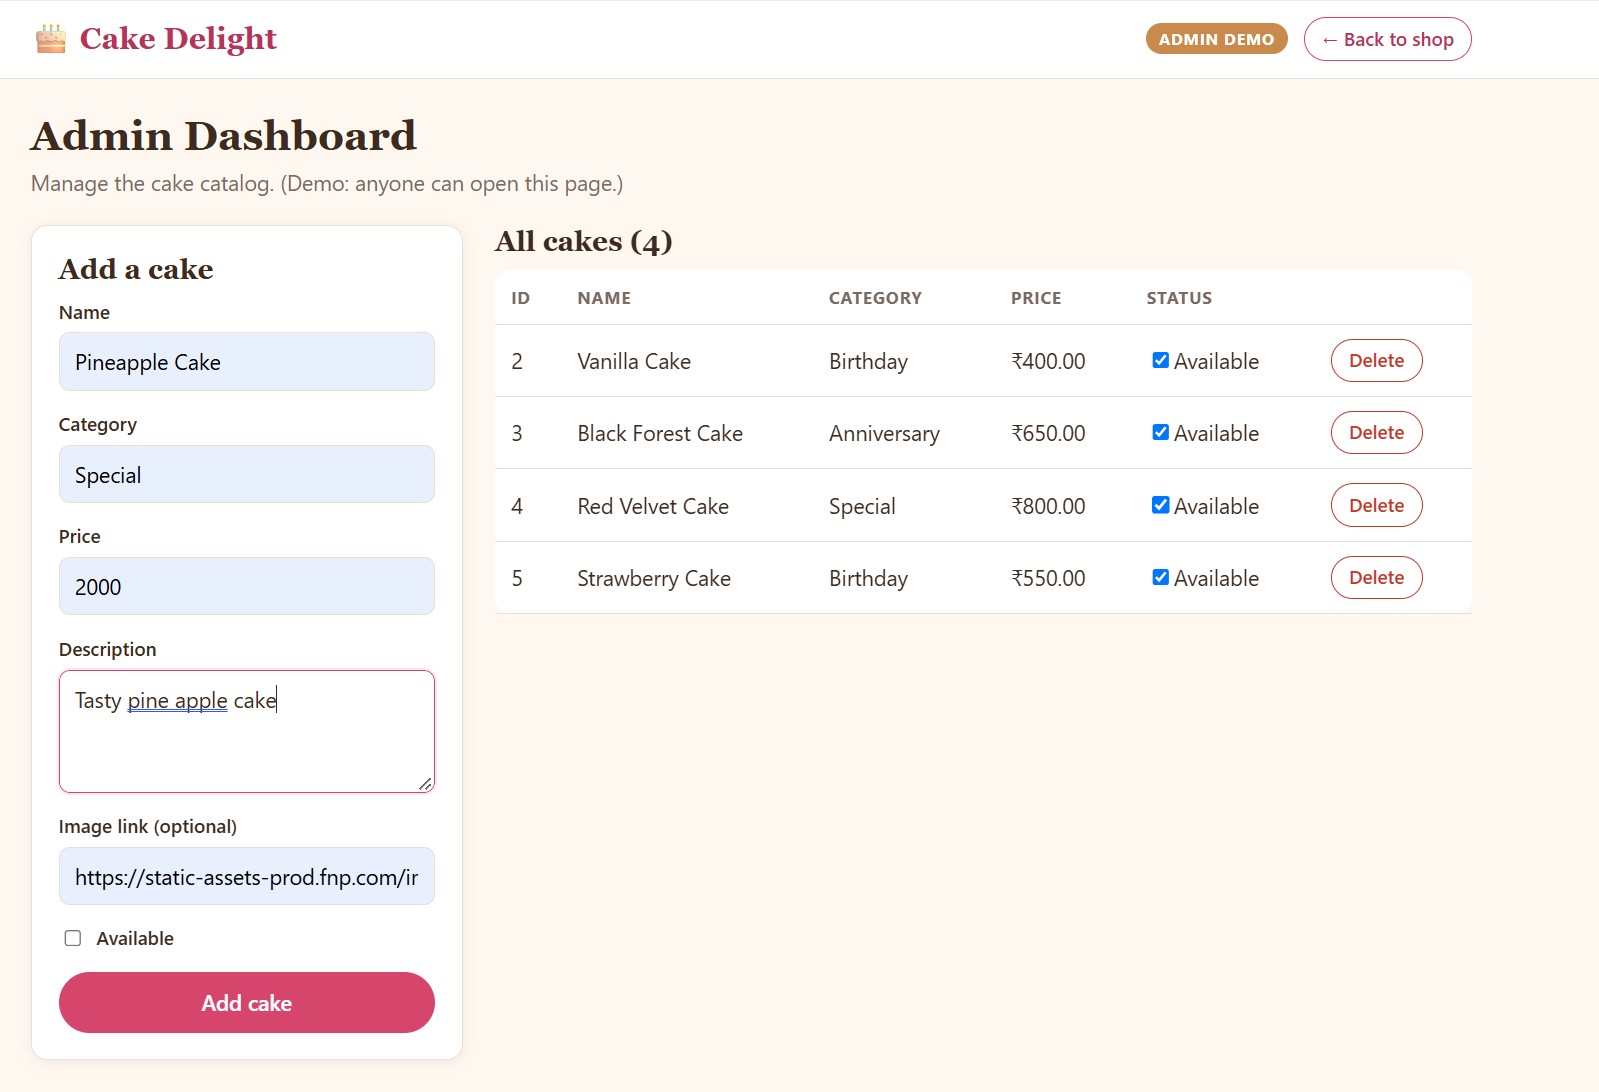 Cake Delight
ADMIN DEMO
← Back to shop
Admin Dashboard
Manage the cake catalog. (Demo: anyone can open this page.)
Add a cake
Name
Pineapple Cake
Category
Special
Price
2000
Description
Tasty pine apple cake
Image link (optional)
https://static-assets-prod.fnp.com/ir
Available
Add cake
All cakes (4)
ID NAME CATEGORY PRICE STATUS
2 Vanilla Cake Birthday ₹400.00 Available Delete
3 Black Forest Cake Anniversary ₹650.00 Available Delete
4 Red Velvet Cake Special ₹800.00 Available Delete
5 Strawberry Cake Birthday ₹550.00 Available Delete